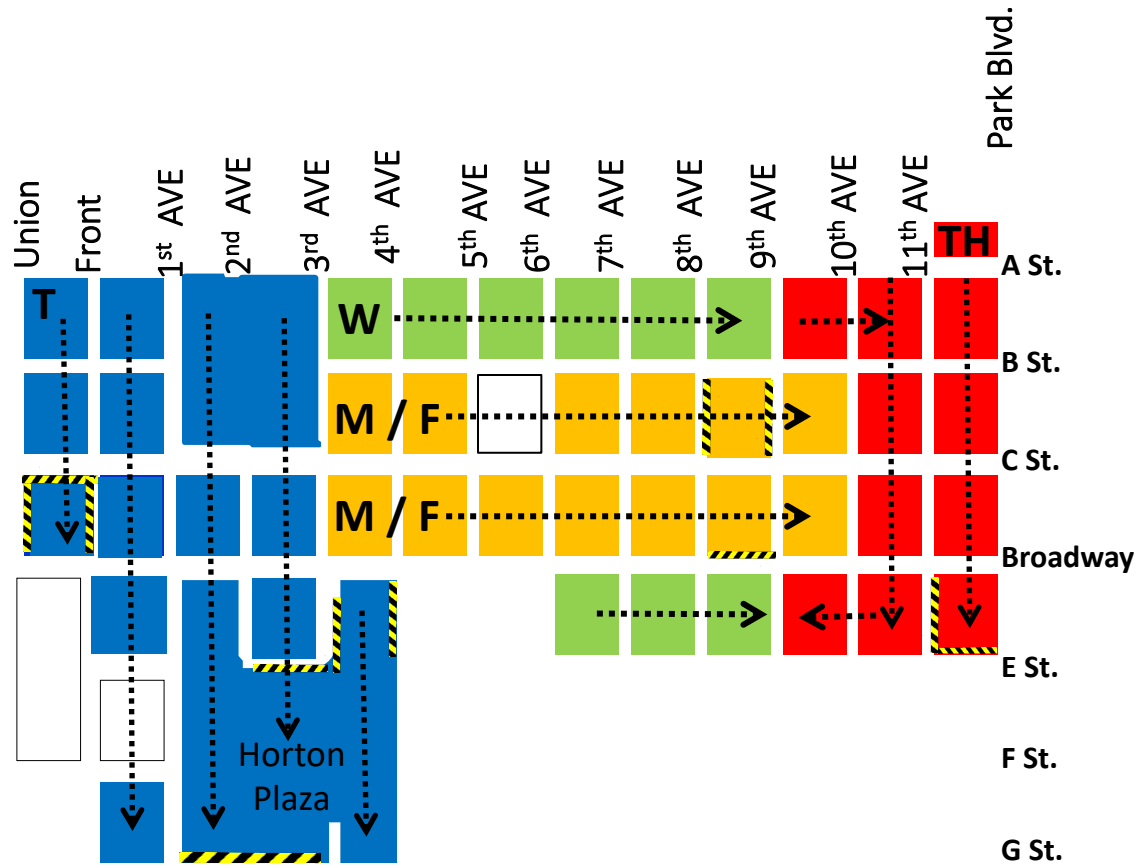 Park Blvd.
Union
Front
1st AVE
2nd AVE
3rd AVE
4th AVE
5th AVE
6th AVE
7th AVE
8th AVE
9th AVE
10th AVE
11th AVE
TH
A St.
T
W
B St.
M / F
C St.
M / F
Broadway
E St.
Horton
Plaza
F St.
G St.